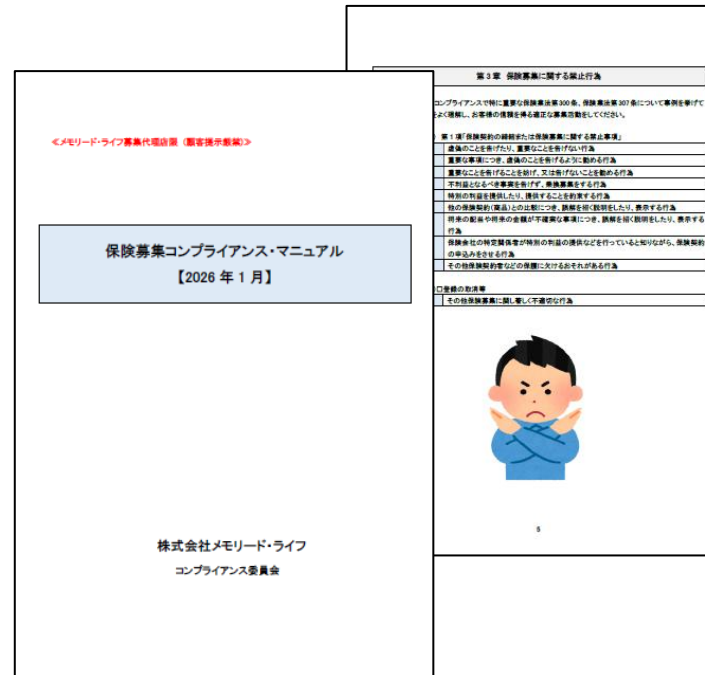 ≪メモリード・ライフ募集代理店限 （顧客提示厳禁）≫
保険募集コンプライアンス・マニュアル
【2026 年 1 月】
株式会社メモリード・ライフ
コンプライアンス委員会
第３章 保険募集に関する禁止行為
コンプライアンスで特に重要な保険業法第 300 条、保険業法第 307 条について事例を挙げて
をよく理解し、お客様の信頼を得る適正な募集活動をしてください。
第 1 項「保険契約の締結または保険募集に関する禁止事項」
虚偽のことを告げたり、重要なことを告げない行為
重要な事項につき、虚偽のことを告げるように勧める行為
重要なことを告げることを妨げ、又は告げないことを勧める行為
不利益となるべき事実を告げず、乗換募集をする行為
特別の利益を提供したり、提供することを約束する行為
他の保険契約(商品)との比較につき、誤解を招く説明をしたり、表示する行為
将来の配当や将来の金額が不確実な事項につき、誤解を招く説明をしたり、表示する
行為
保険会社の特定関係者が特別の利益の提供などを行っていると知りながら、保険契約
の申込みをさせる行為
その他保険契約者などの保護に欠けるおそれがある行為
登録の取消等
その他保険募集に関し著しく不適切な行為
5